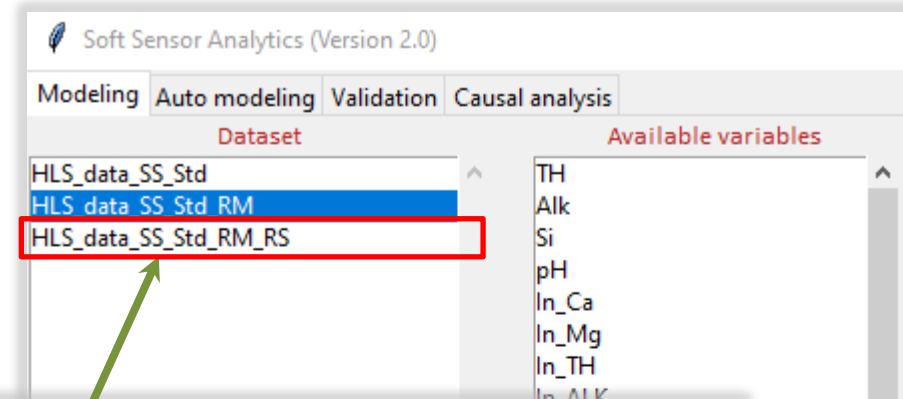 Soft Sensor Analytics (Version 2.0)
Modeling Auto modeling Validation Causal analysis
Dataset
HLS_data_SS_Std
HLS_data_SS_Std_RM
HLS_data_SS_Std_RM_RS
Available variables
TH
Alk
Si
pH
In_Ca
In_Mg
In_TH
In_ALK